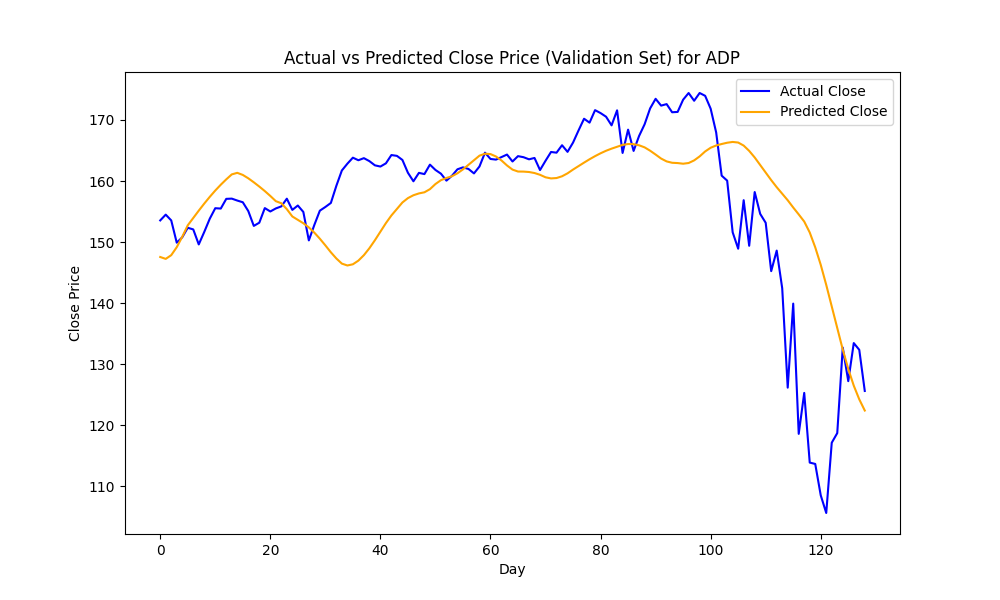 Actual vs Predicted Close Price (Validation Set) for ADP
Actual Close
Predicted Close
Close Price
170
160
150
140
130
120
110
0 20 40 60 80 100 120
Day